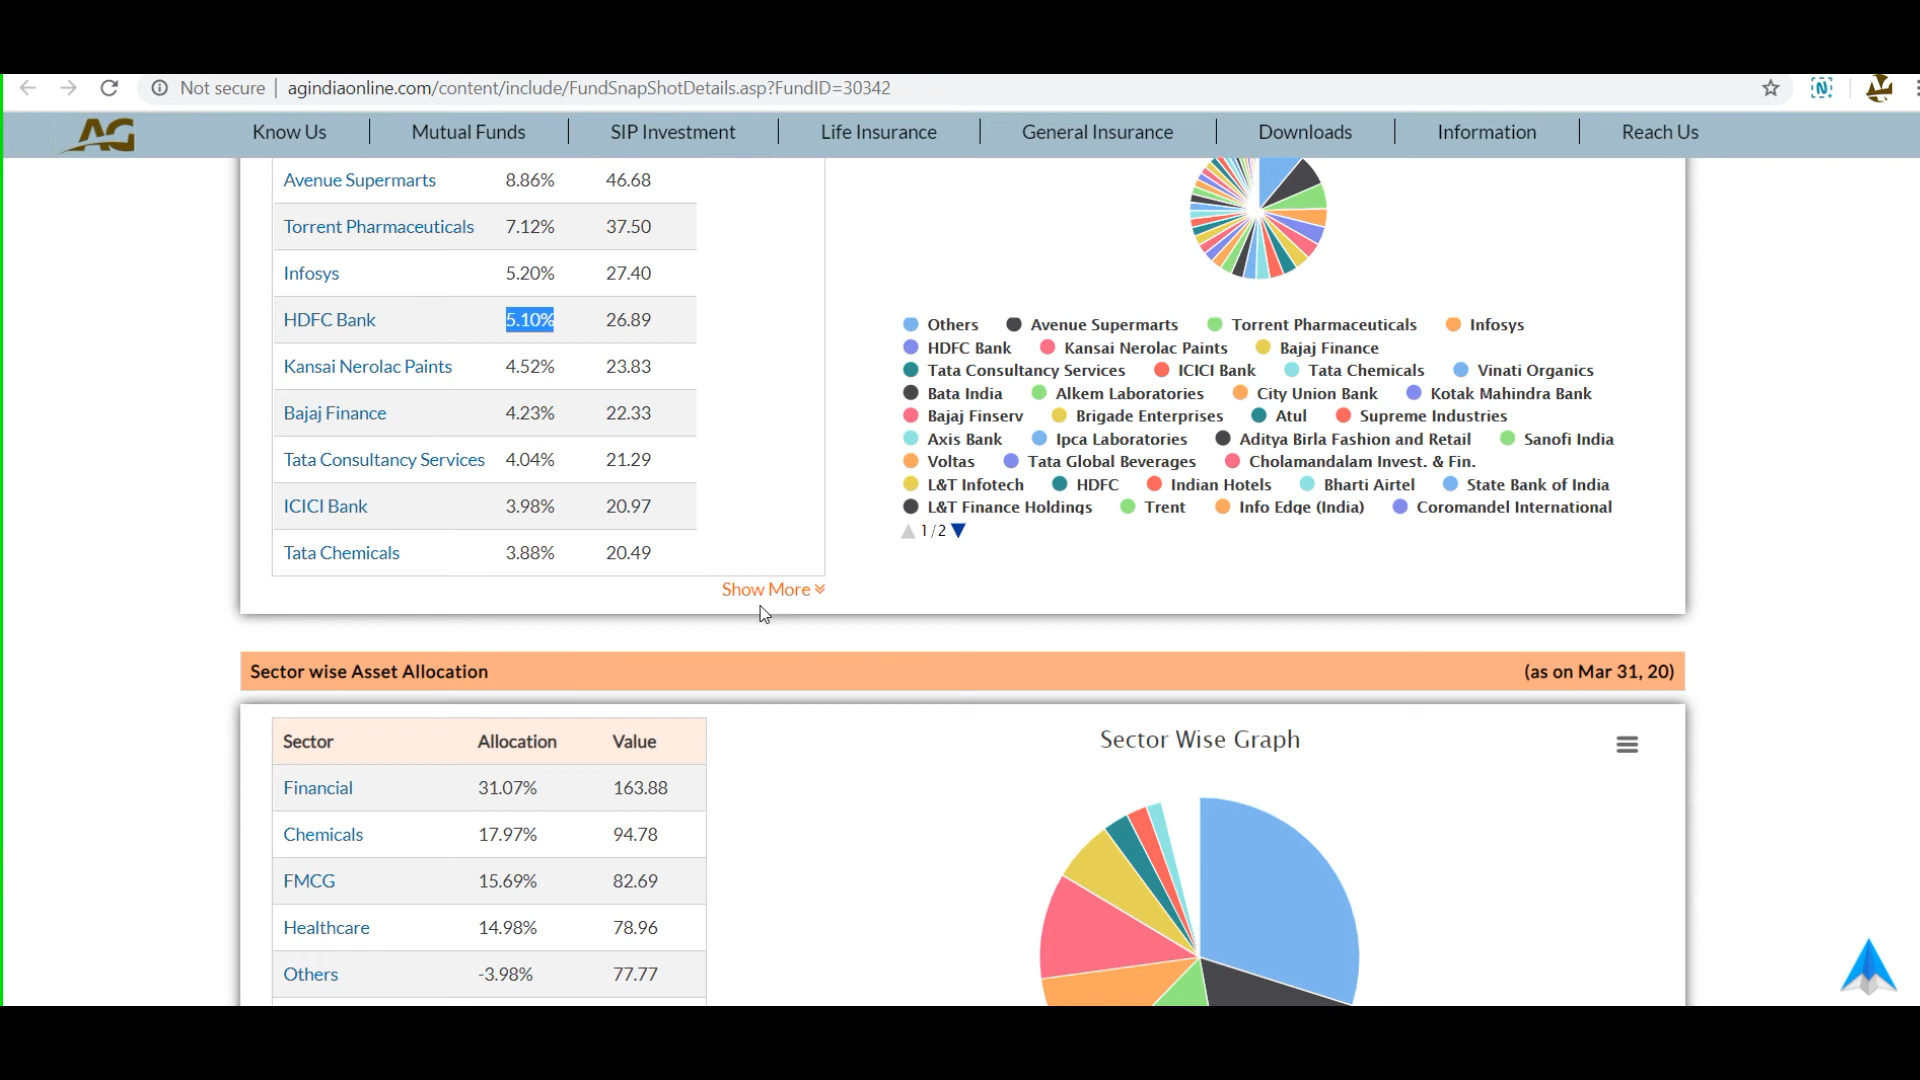 Not secure | agindiaonline.com/content/include/FundSnapShotDetails.asp?FundID=30342
AG Know Us Mutual Funds SIP Investment Life Insurance General Insurance Downloads Information Reach Us
Avenue Supermarts 8.86% 46.68
Torrent Pharmaceuticals 7.12% 37.50
Infosys 5.20% 27.40
HDFC Bank 5.10% 26.89
Kansai Nerolac Paints 4.52% 23.83
Bajaj Finance 4.23% 22.33
Tata Consultancy Services 4.04% 21.29
ICICI Bank 3.98% 20.97
Tata Chemicals 3.88% 20.49
Show More
Others Avenue Supermarts Torrent Pharmaceuticals Infosys
HDFC Bank Kansai Nerolac Paints Bajaj Finance
Tata Consultancy Services ICICI Bank Tata Chemicals Vinati Organics
Bata India Alkem Laboratories City Union Bank Kotak Mahindra Bank
Bajaj Finserv Brigade Enterprises Atul Supreme Industries
Axis Bank Ipca Laboratories Aditya Birla Fashion and Retail Sanofi India
Voltas Tata Global Beverages Cholamandalam Invest. & Fin.
L&T Infotech HDFC Indian Hotels Bharti Airtel State Bank of India
L&T Finance Holdings Trent Info Edge (India) Coromandel International
1/2
Sector wise Asset Allocation (as on Mar 31, 20)
Sector Allocation Value
Financial 31.07% 163.88
Chemicals 17.97% 94.78
FMCG 15.69% 82.69
Healthcare 14.98% 78.96
Others -3.98% 77.77
Sector Wise Graph